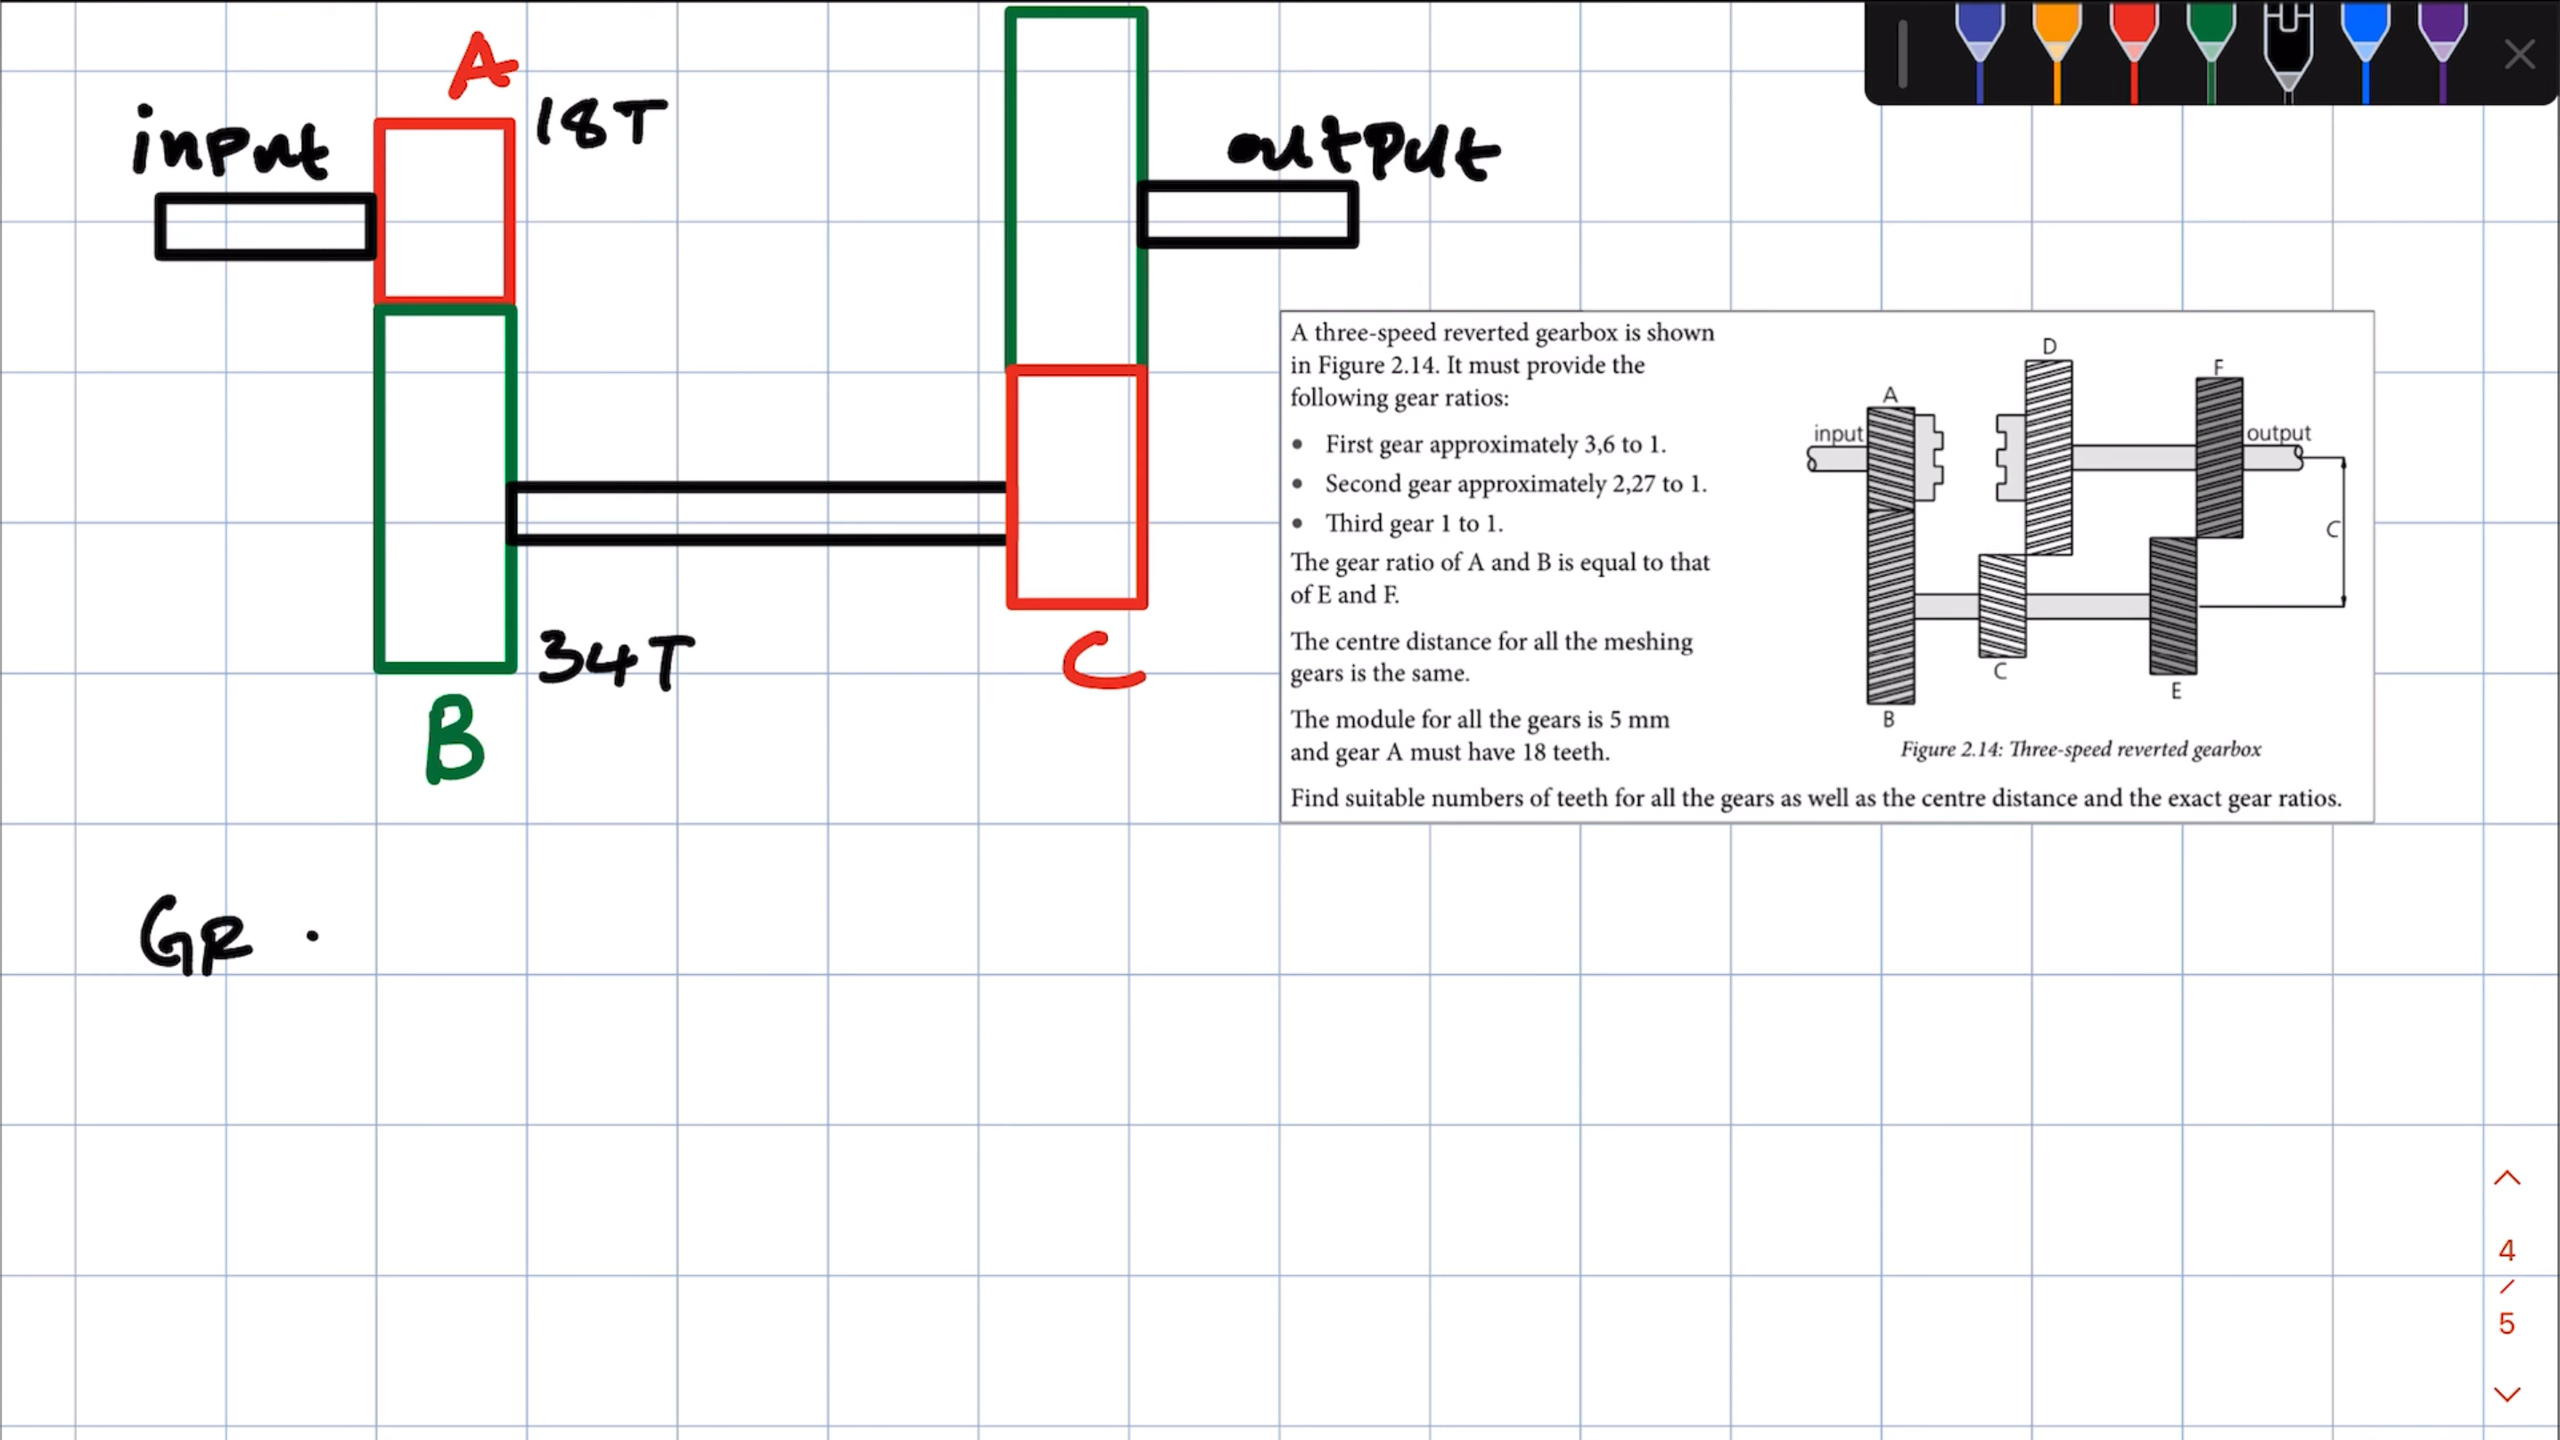 A
18T
input
output
34T
C
B
GR .
A three-speed reverted gearbox is shown
in Figure 2.14. It must provide the
following gear ratios:
• First gear approximately 3,6 to 1.
• Second gear approximately 2,27 to 1.
• Third gear 1 to 1.
The gear ratio of A and B is equal to that
of E and F.
The centre distance for all the meshing
gears is the same.
The module for all the gears is 5 mm
and gear A must have 18 teeth.
D
F
A
input
output
C
C
E
B
Figure 2.14: Three-speed reverted gearbox
Find suitable numbers of teeth for all the gears as well as the centre distance and the exact gear ratios.
4
/
5